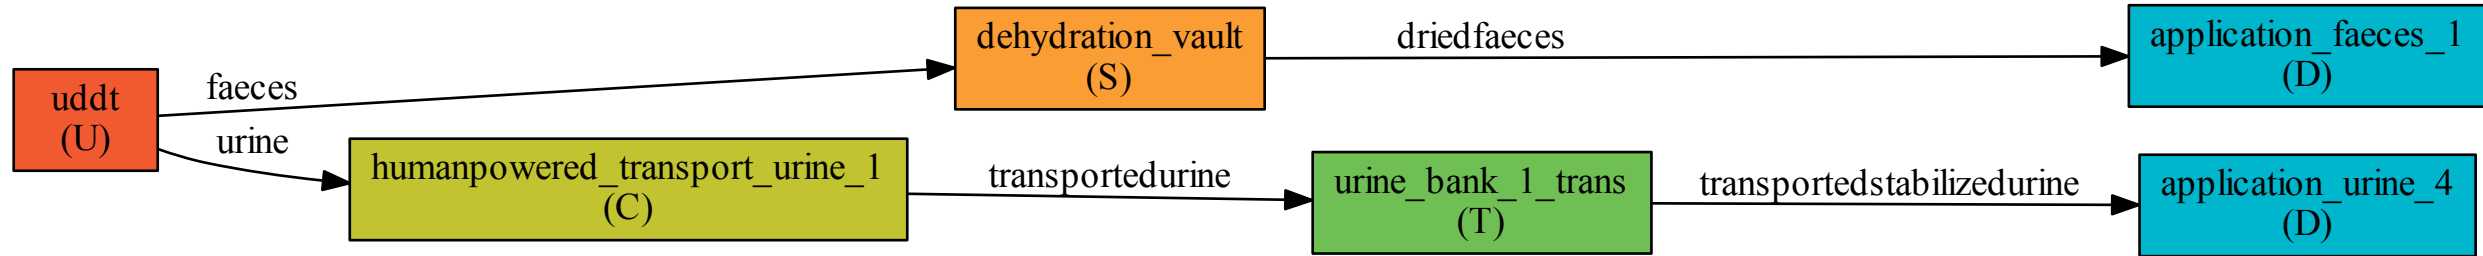 uddt
(U)
faeces
urine
dehydration_vault
(S)
driedfaeces
application_faeces_1
(D)
humanpowered_transport_urine_1
(C)
transportedurine
urine_bank_1_trans
(T)
transportedstabilizedurine
application_urine_4
(D)